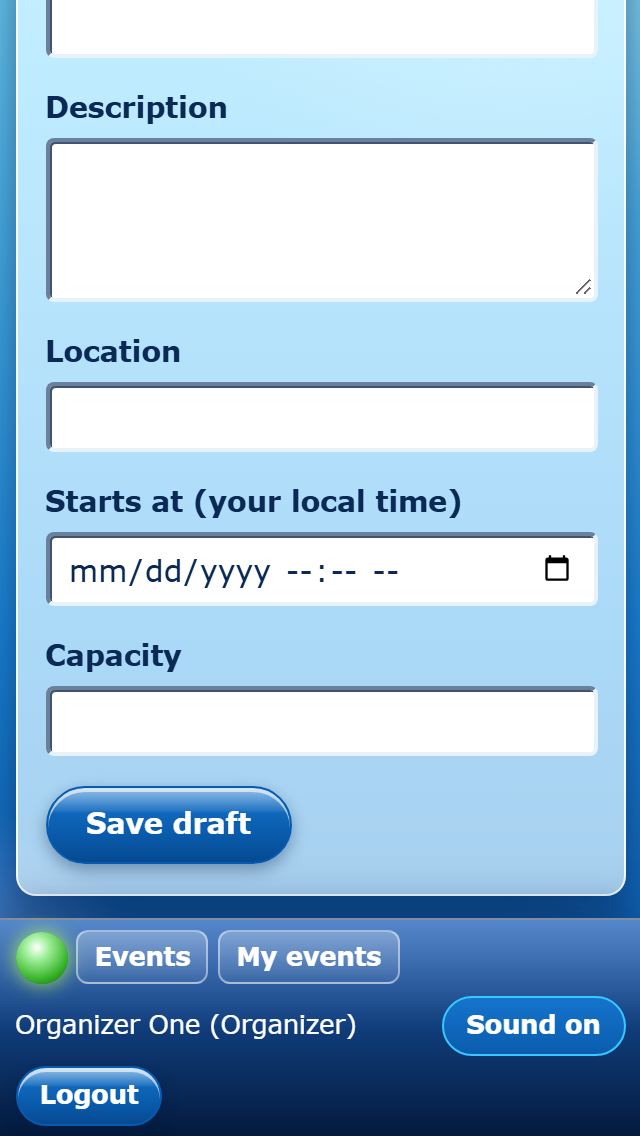 Description
Location
Starts at (your local time)
mm/dd/yyyy --:-- --
Capacity
Save draft
Events
My events
Organizer One (Organizer)
Sound on
Logout